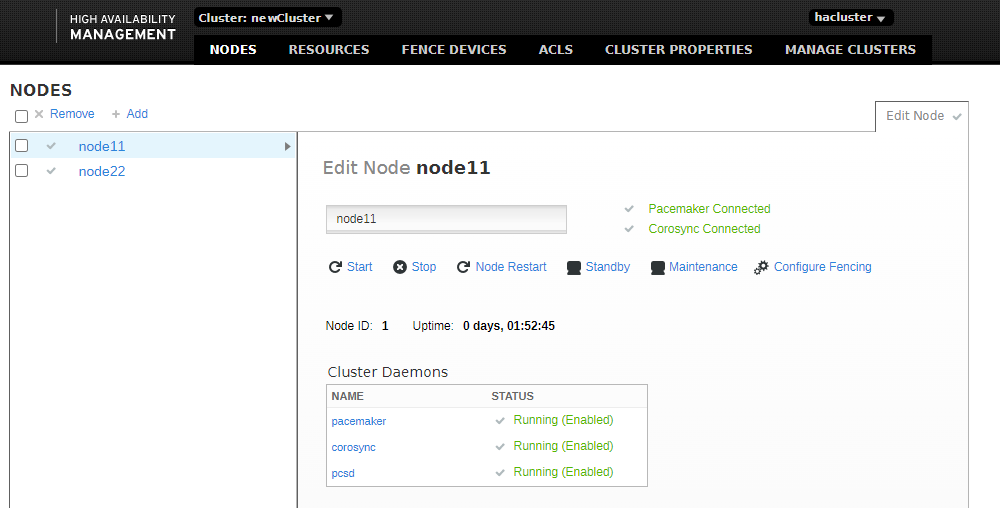 HIGH AVAILABILITY
MANAGEMENT
Cluster: newCluster
hacluster
NODES RESOURCES FENCE DEVICES ACLS CLUSTER PROPERTIES MANAGE CLUSTERS
NODES
Remove Add
Edit Node
node11
node22
Edit Node node11
node11
Pacemaker Connected
Corosync Connected
Start Stop Node Restart Standby Maintenance Configure Fencing
Node ID: 1 Uptime: 0 days, 01:52:45
Cluster Daemons
NAME STATUS
pacemaker Running (Enabled)
corosync Running (Enabled)
pcsd Running (Enabled)